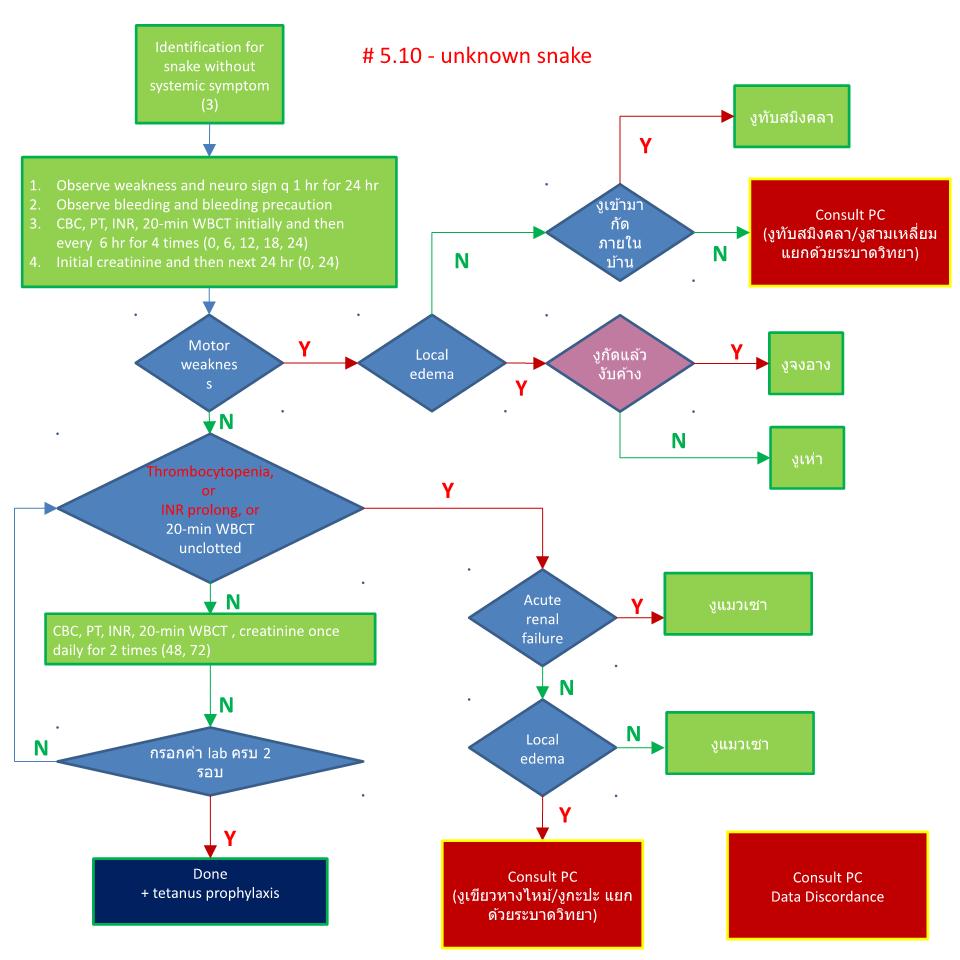 # 5.10 - unknown snake
Identification for
snake without
systemic symptom
(3)
1. Observe weakness and neuro sign q 1 hr for 24 hr
2. Observe bleeding and bleeding precaution
3. CBC, PT, INR, 20-min WBCT initially and then
every 6 hr for 4 times (0, 6, 12, 18, 24)
4. Initial creatinine and then next 24 hr (0, 24)
งูทับสมิงคลา
Y
งูเข้ามา
กัด
ภายใน
บ้าน
N
N
Consult PC
(งูทับสมิงคลา/งูสามเหลี่ยม
แยกด้วยระบาดวิทยา)
Motor
weaknes
s
Y
Local
edema
Y
งูกัดแล้ว
งับค้าง
Y
งูจงอาง
N
งูเห่า
N
Thrombocytopenia,
or
INR prolong, or
20-min WBCT
unclotted
Y
N
Acute
renal
failure
Y
งูแมวเซา
CBC, PT, INR, 20-min WBCT , creatinine once
daily for 2 times (48, 72)
N
N
Local
edema
N
งูแมวเซา
N
กรอกค่า lab ครบ 2
รอบ
Y
Y
Done
+ tetanus prophylaxis
Consult PC
(งูเขียวหางไหม้/งูกะปะ แยก
ด้วยระบาดวิทยา)
Consult PC
Data Discordance